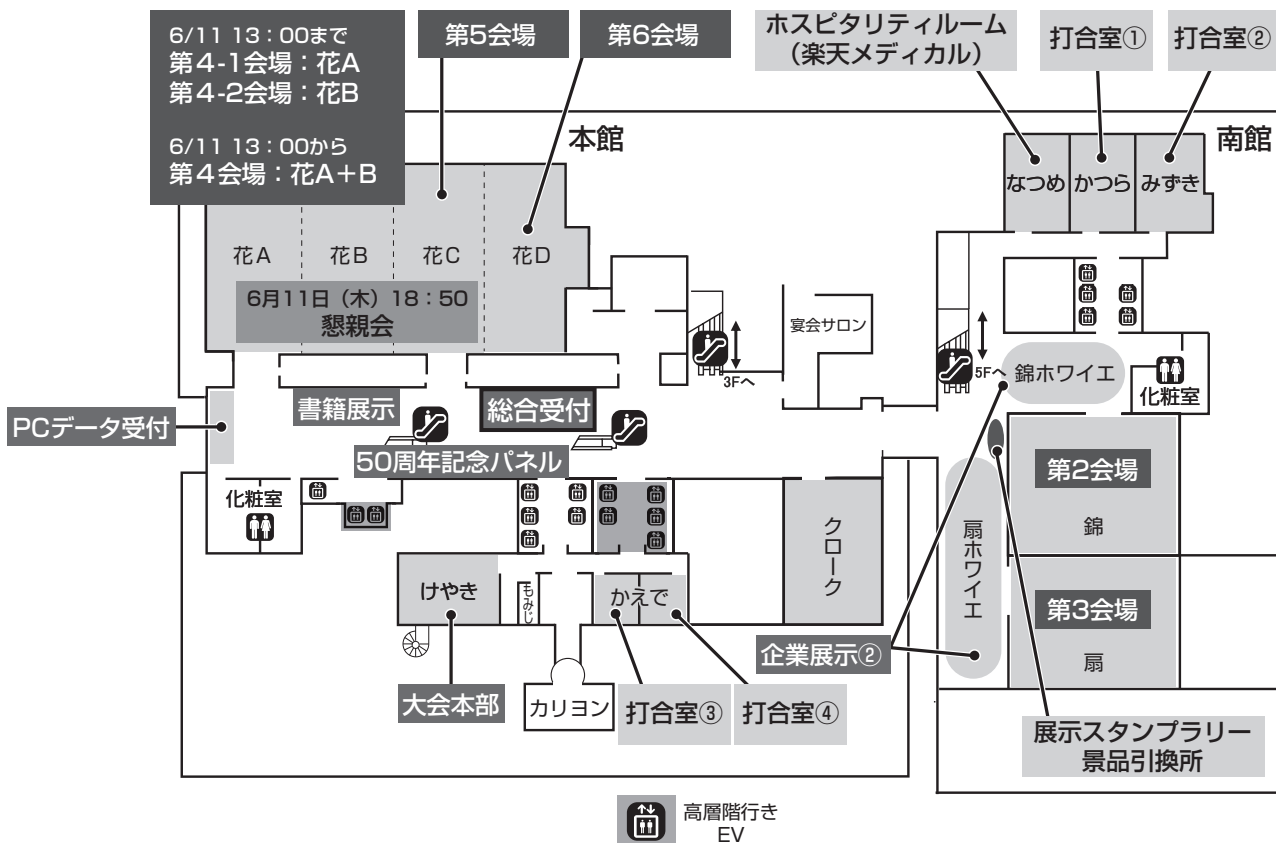 6/11 13：00まで
第４-1会場：花A
第４-2会場：花B
6/11 13：00から
第４会場：花A＋B
第5会場
第6会場
ホスピタリティルーム
（楽天メディカル）
打合室①
打合室②
本館
南館
なつめ
かつら
みずき
花A
花B
花C
花D
6月11日（木）18：50
懇親会
宴会サロン
3Fへ
5Fへ
錦ホワイエ
化粧室
PCデータ受付
書籍展示
総合受付
50周年記念パネル
第2会場
錦
化粧室
クローク
扇ホワイエ
けやき
もみじ
かえで
第3会場
扇
企業展示②
大会本部
カリヨン
打合室③
打合室④
展示スタンプラリー
景品引換所
高層階行き
EV